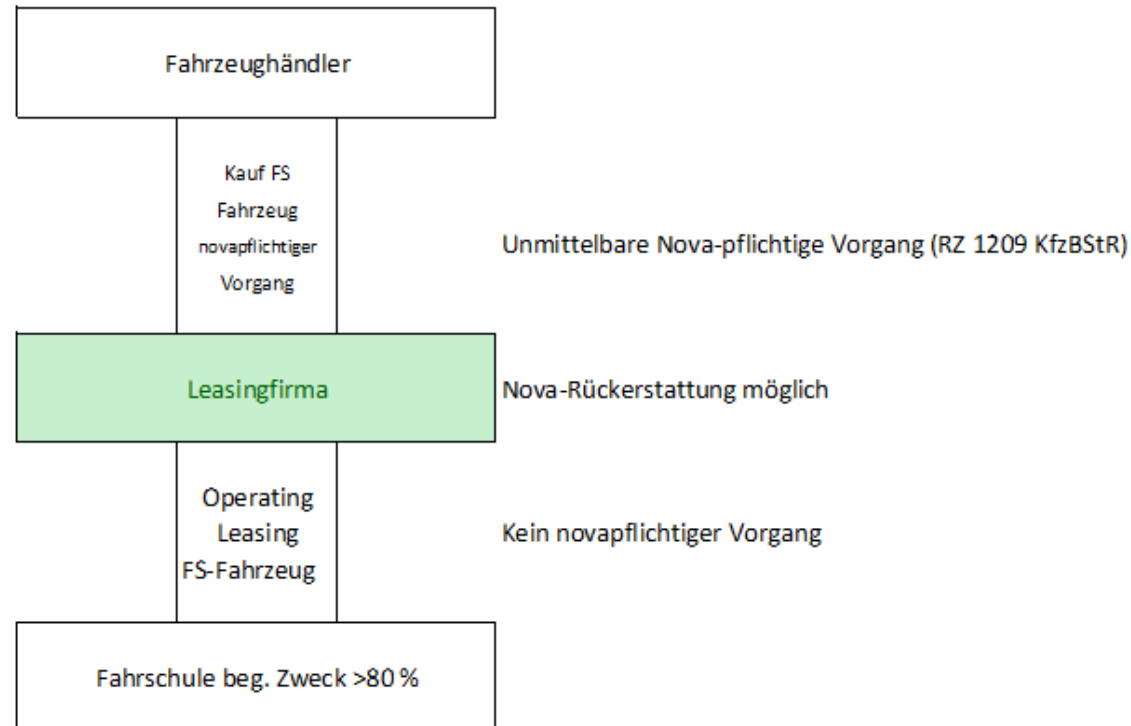 Fahrzeughändler
Kauf FS
Fahrzeug
novapflichtiger
Vorgang
Unmittelbare Nova-pflichtige Vorgang (RZ 1209 KfzBStR)
Leasingfirma
Nova-Rückerstattung möglich
Operating
Leasing
FS-Fahrzeug
Kein novapflichtiger Vorgang
Fahrschule beg. Zweck >80 %